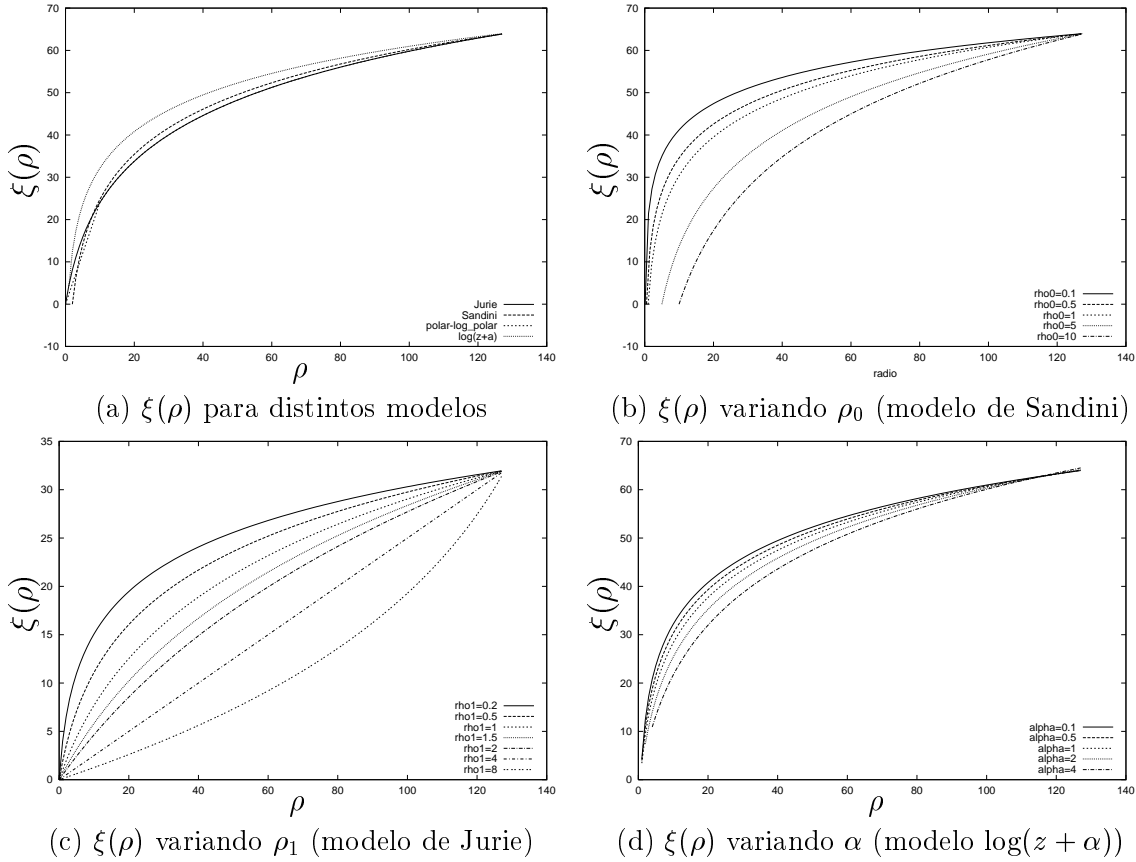 70
60
50
40
30
20
10
0
-10
0 20 40 60 80 100 120 140
ξ(ρ)
ρ
Jurie
Sandini
polar-log_polar
log(z+a)
(a) ξ(ρ) para distintos modelos
70
60
50
40
30
20
10
0
-10
0 20 40 60 80 100 120 140
ξ(ρ)
radio
rho0=0.1
rho0=0.5
rho0=1
rho0=5
rho0=10
(b) ξ(ρ) variando ρ₀ (modelo de Sandini)
35
30
25
20
15
10
5
0
0 20 40 60 80 100 120 140
ξ(ρ)
ρ
rho1=0.2
rho1=0.5
rho1=1
rho1=1.5
rho1=2
rho1=4
rho1=8
(c) ξ(ρ) variando ρ₁ (modelo de Jurie)
70
60
50
40
30
20
10
0
0 20 40 60 80 100 120 140
ξ(ρ)
ρ
alpha=0.1
alpha=0.5
alpha=1
alpha=2
alpha=4
(d) ξ(ρ) variando α (modelo log(z + α))